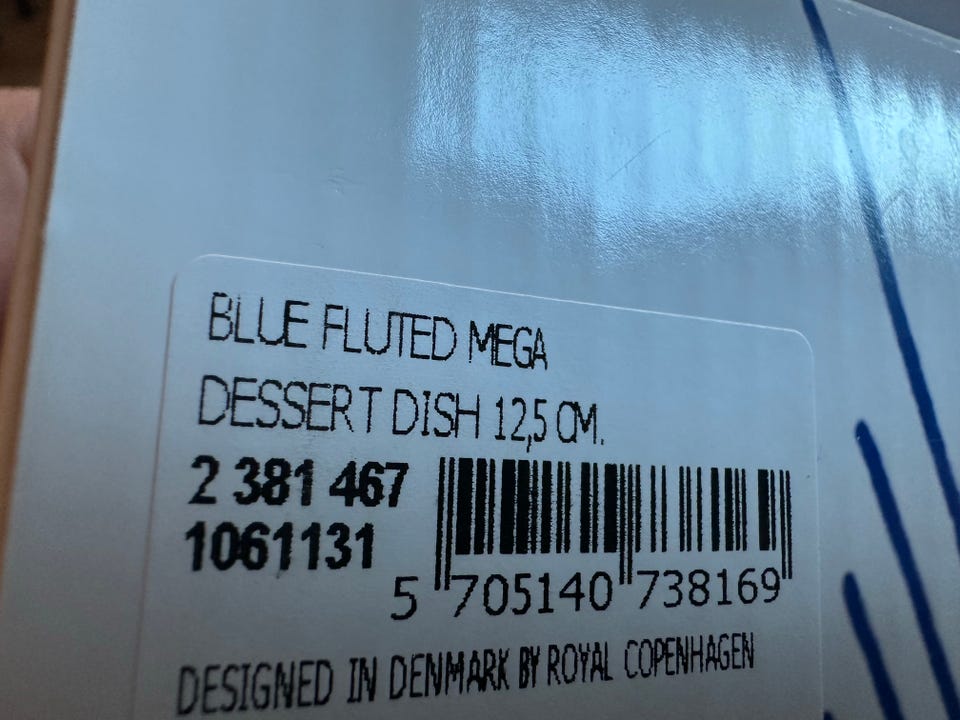 BLUE FLUTED MEGA
DESSERT DISH 12,5 CM.
2 381 467
1061131
5 705140 738169
DESIGNED IN DENMARK BY ROYAL COPENHAGEN